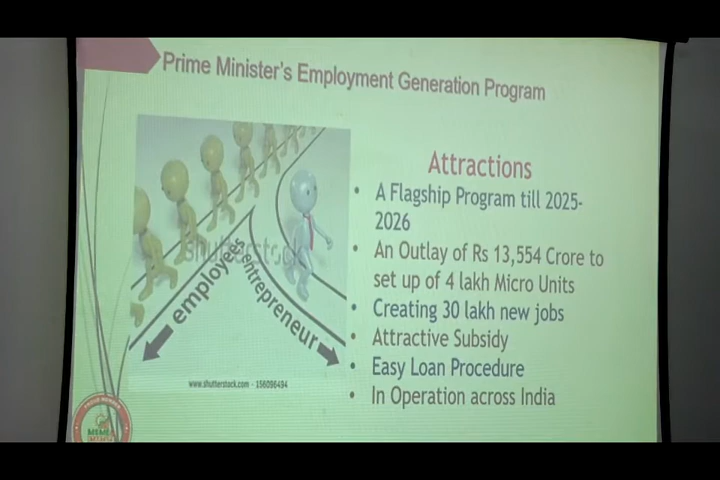 Prime Minister's Employment Generation Program
Attractions
• A Flagship Program till 2025-
2026
• An Outlay of Rs 13,554 Crore to
set up of 4 lakh Micro Units
• Creating 30 lakh new jobs
• Attractive Subsidy
• Easy Loan Procedure
• In Operation across India
shutterstock
employees
entrepreneur
www.shutterstock.com · 156096494